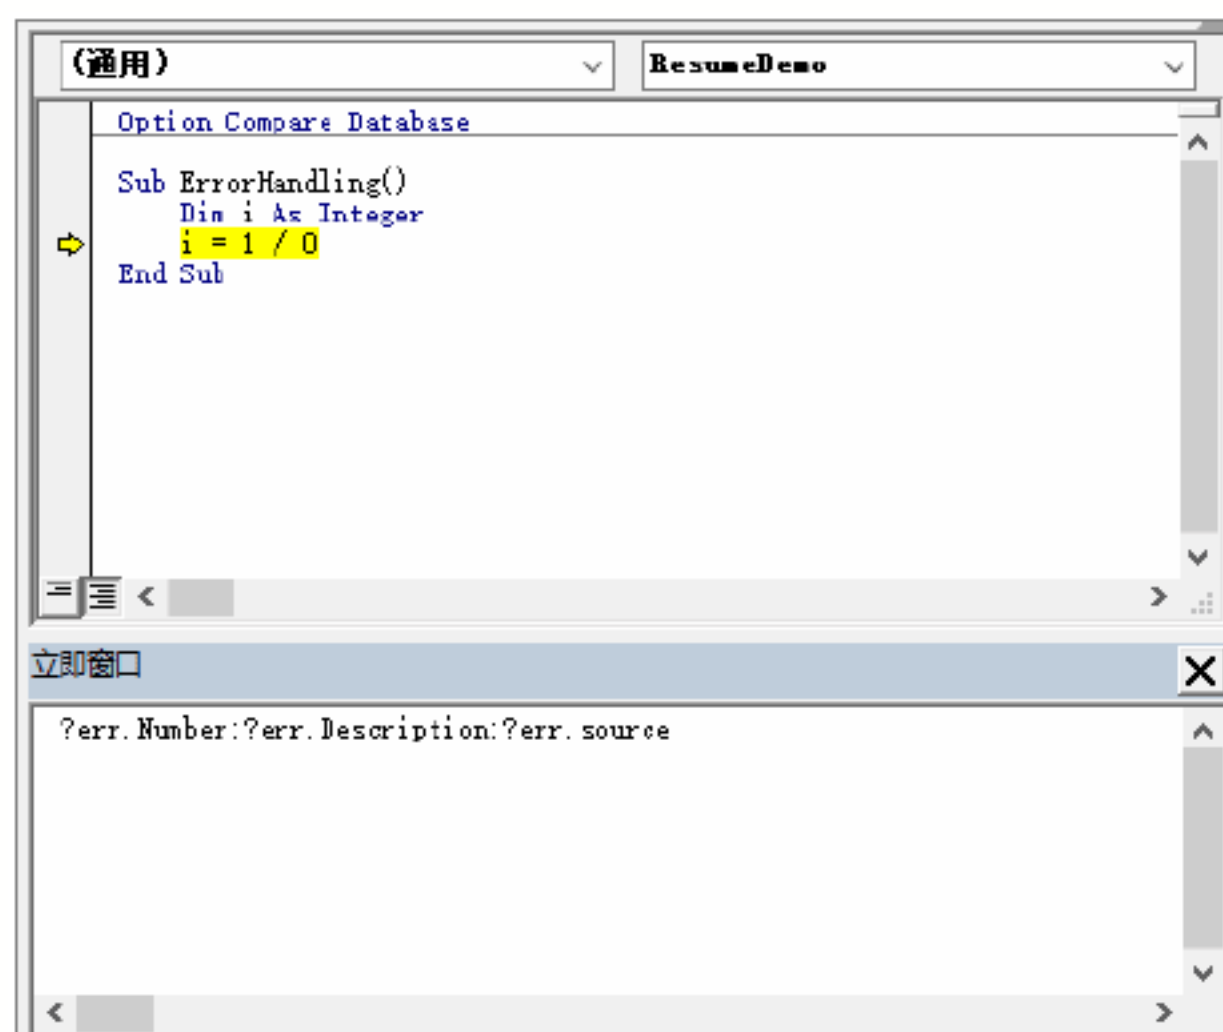 (通用)
ResumeDemo
Option Compare Database
Sub ErrorHandling()
Dim i As Integer
i = 1 / 0
End Sub
立即窗口
?err.Number:?err.Description:?err.source